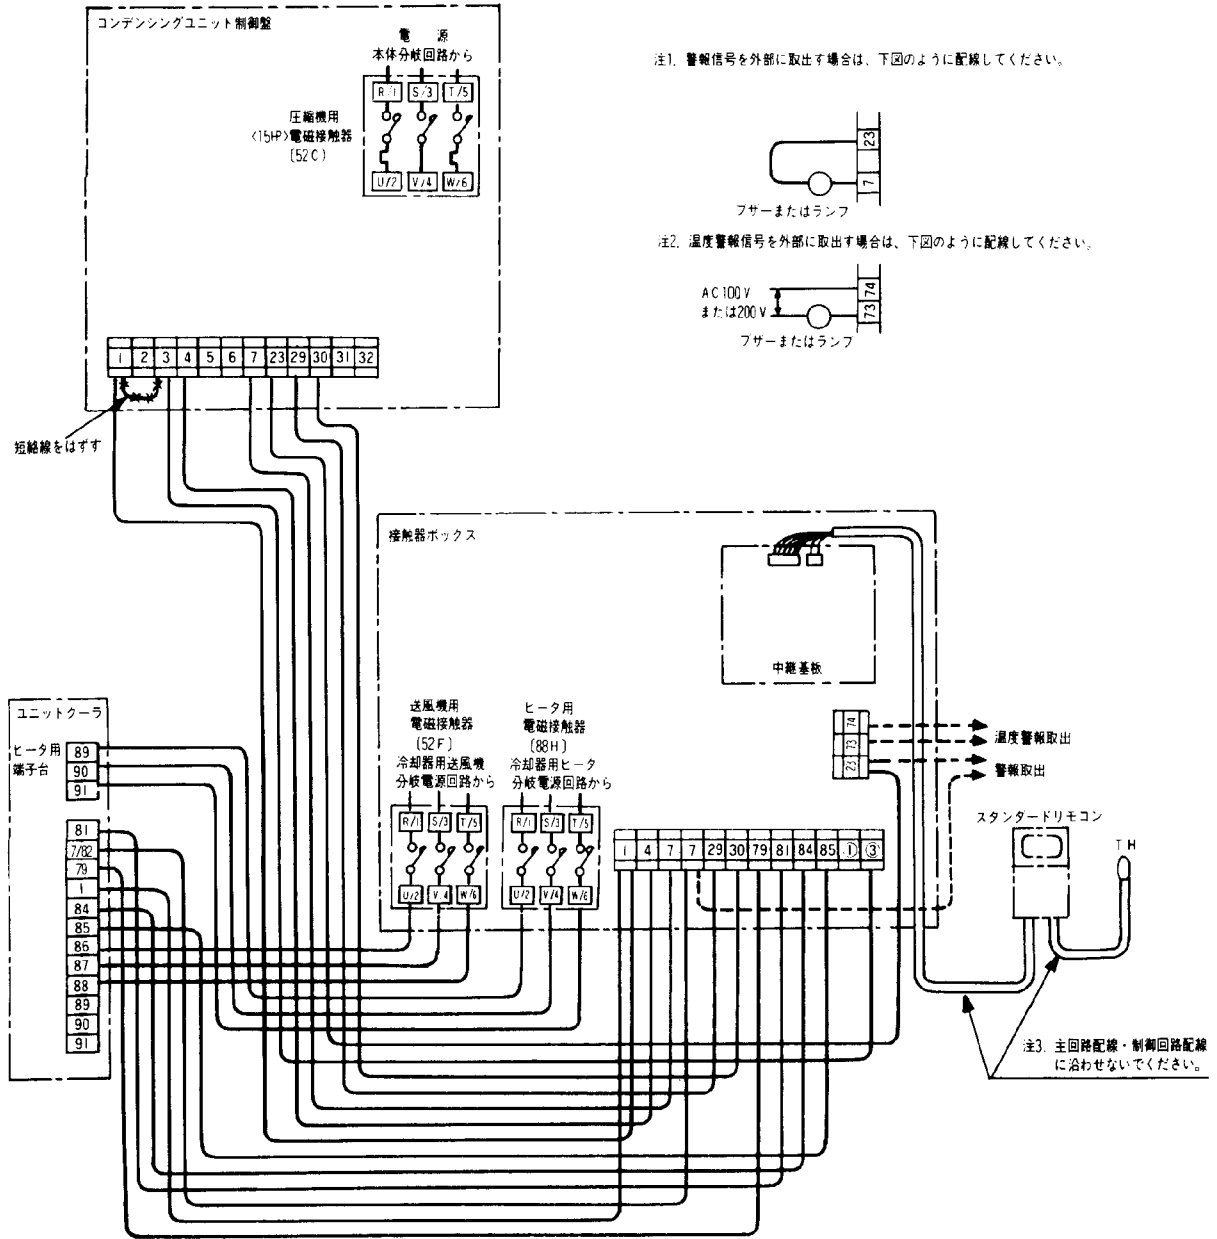 コンデンシングユニット制御盤
電 源
本体分岐回路から
R/1 S/3 T/5
圧縮機用
<15HP>電磁接触器
(52C)
U/2 V/4 W/6
1 2 3 4 5 6 7 23 29 30 31 32
短絡線をはずす
注1. 警報信号を外部に取出す場合は、下図のように配線してください。
23
7
ブザーまたはランプ
注2. 温度警報信号を外部に取出す場合は、下図のように配線してください。
AC100V
または200V
74
73
ブザーまたはランプ
接触器ボックス
中継基板
送風機用
電磁接触器
(52F)
冷却器用送風機
分岐電源回路から
R/1 S/3 T/5
U/2 V/4 W/6
ヒータ用
電磁接触器
(88H)
冷却器用ヒータ
分岐電源回路から
R/1 S/3 T/5
U/2 V/4 W/6
74
73
23
温度警報取出
警報取出
1 4 7 7 29 30 79 81 84 85 ① ③
スタンダードリモコン
TH
注3. 主回路配線・制御回路配線
に沿わせないでください。
ユニットクーラ
ヒータ用
端子台
89
90
91
81
7/82
79
1
84
85
86
87
88
89
90
91